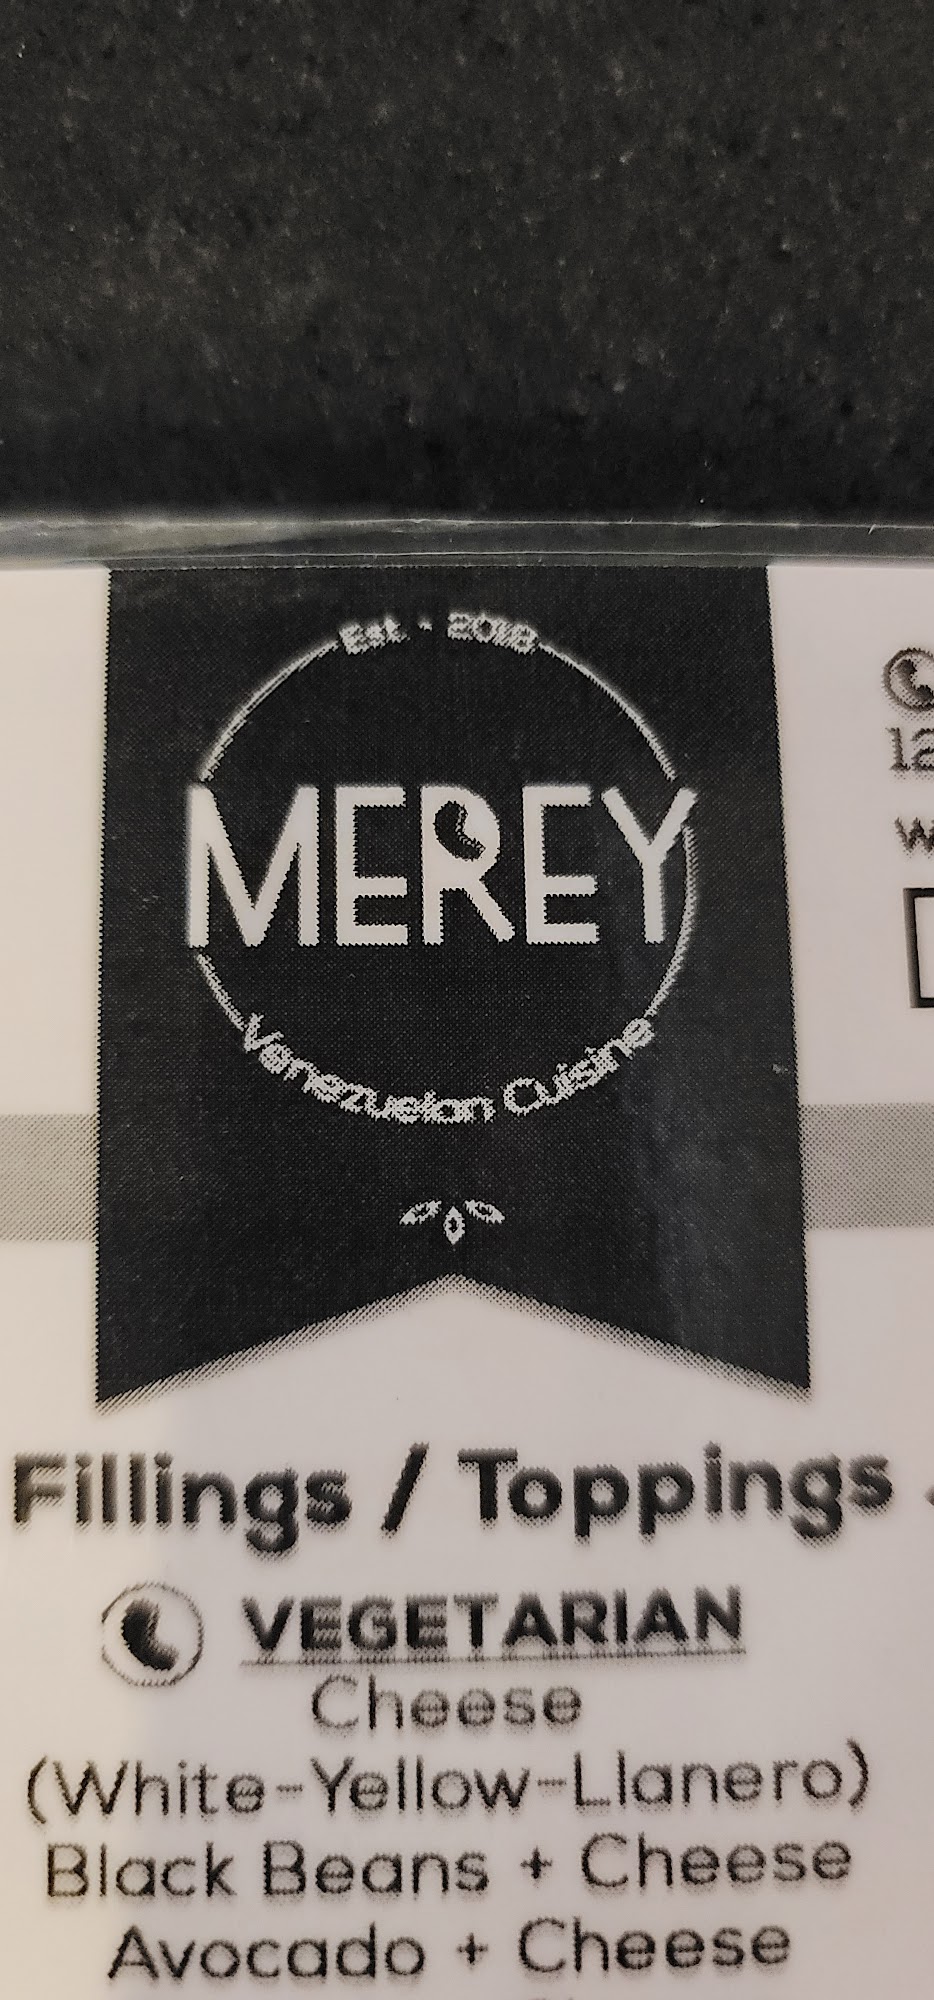 Est. · 2018
MEREY
Venezuelan Cuisine
Fillings / Toppings
VEGETARIAN
Cheese
(White-Yellow-Llanero)
Black Beans + Cheese
Avocado + Cheese